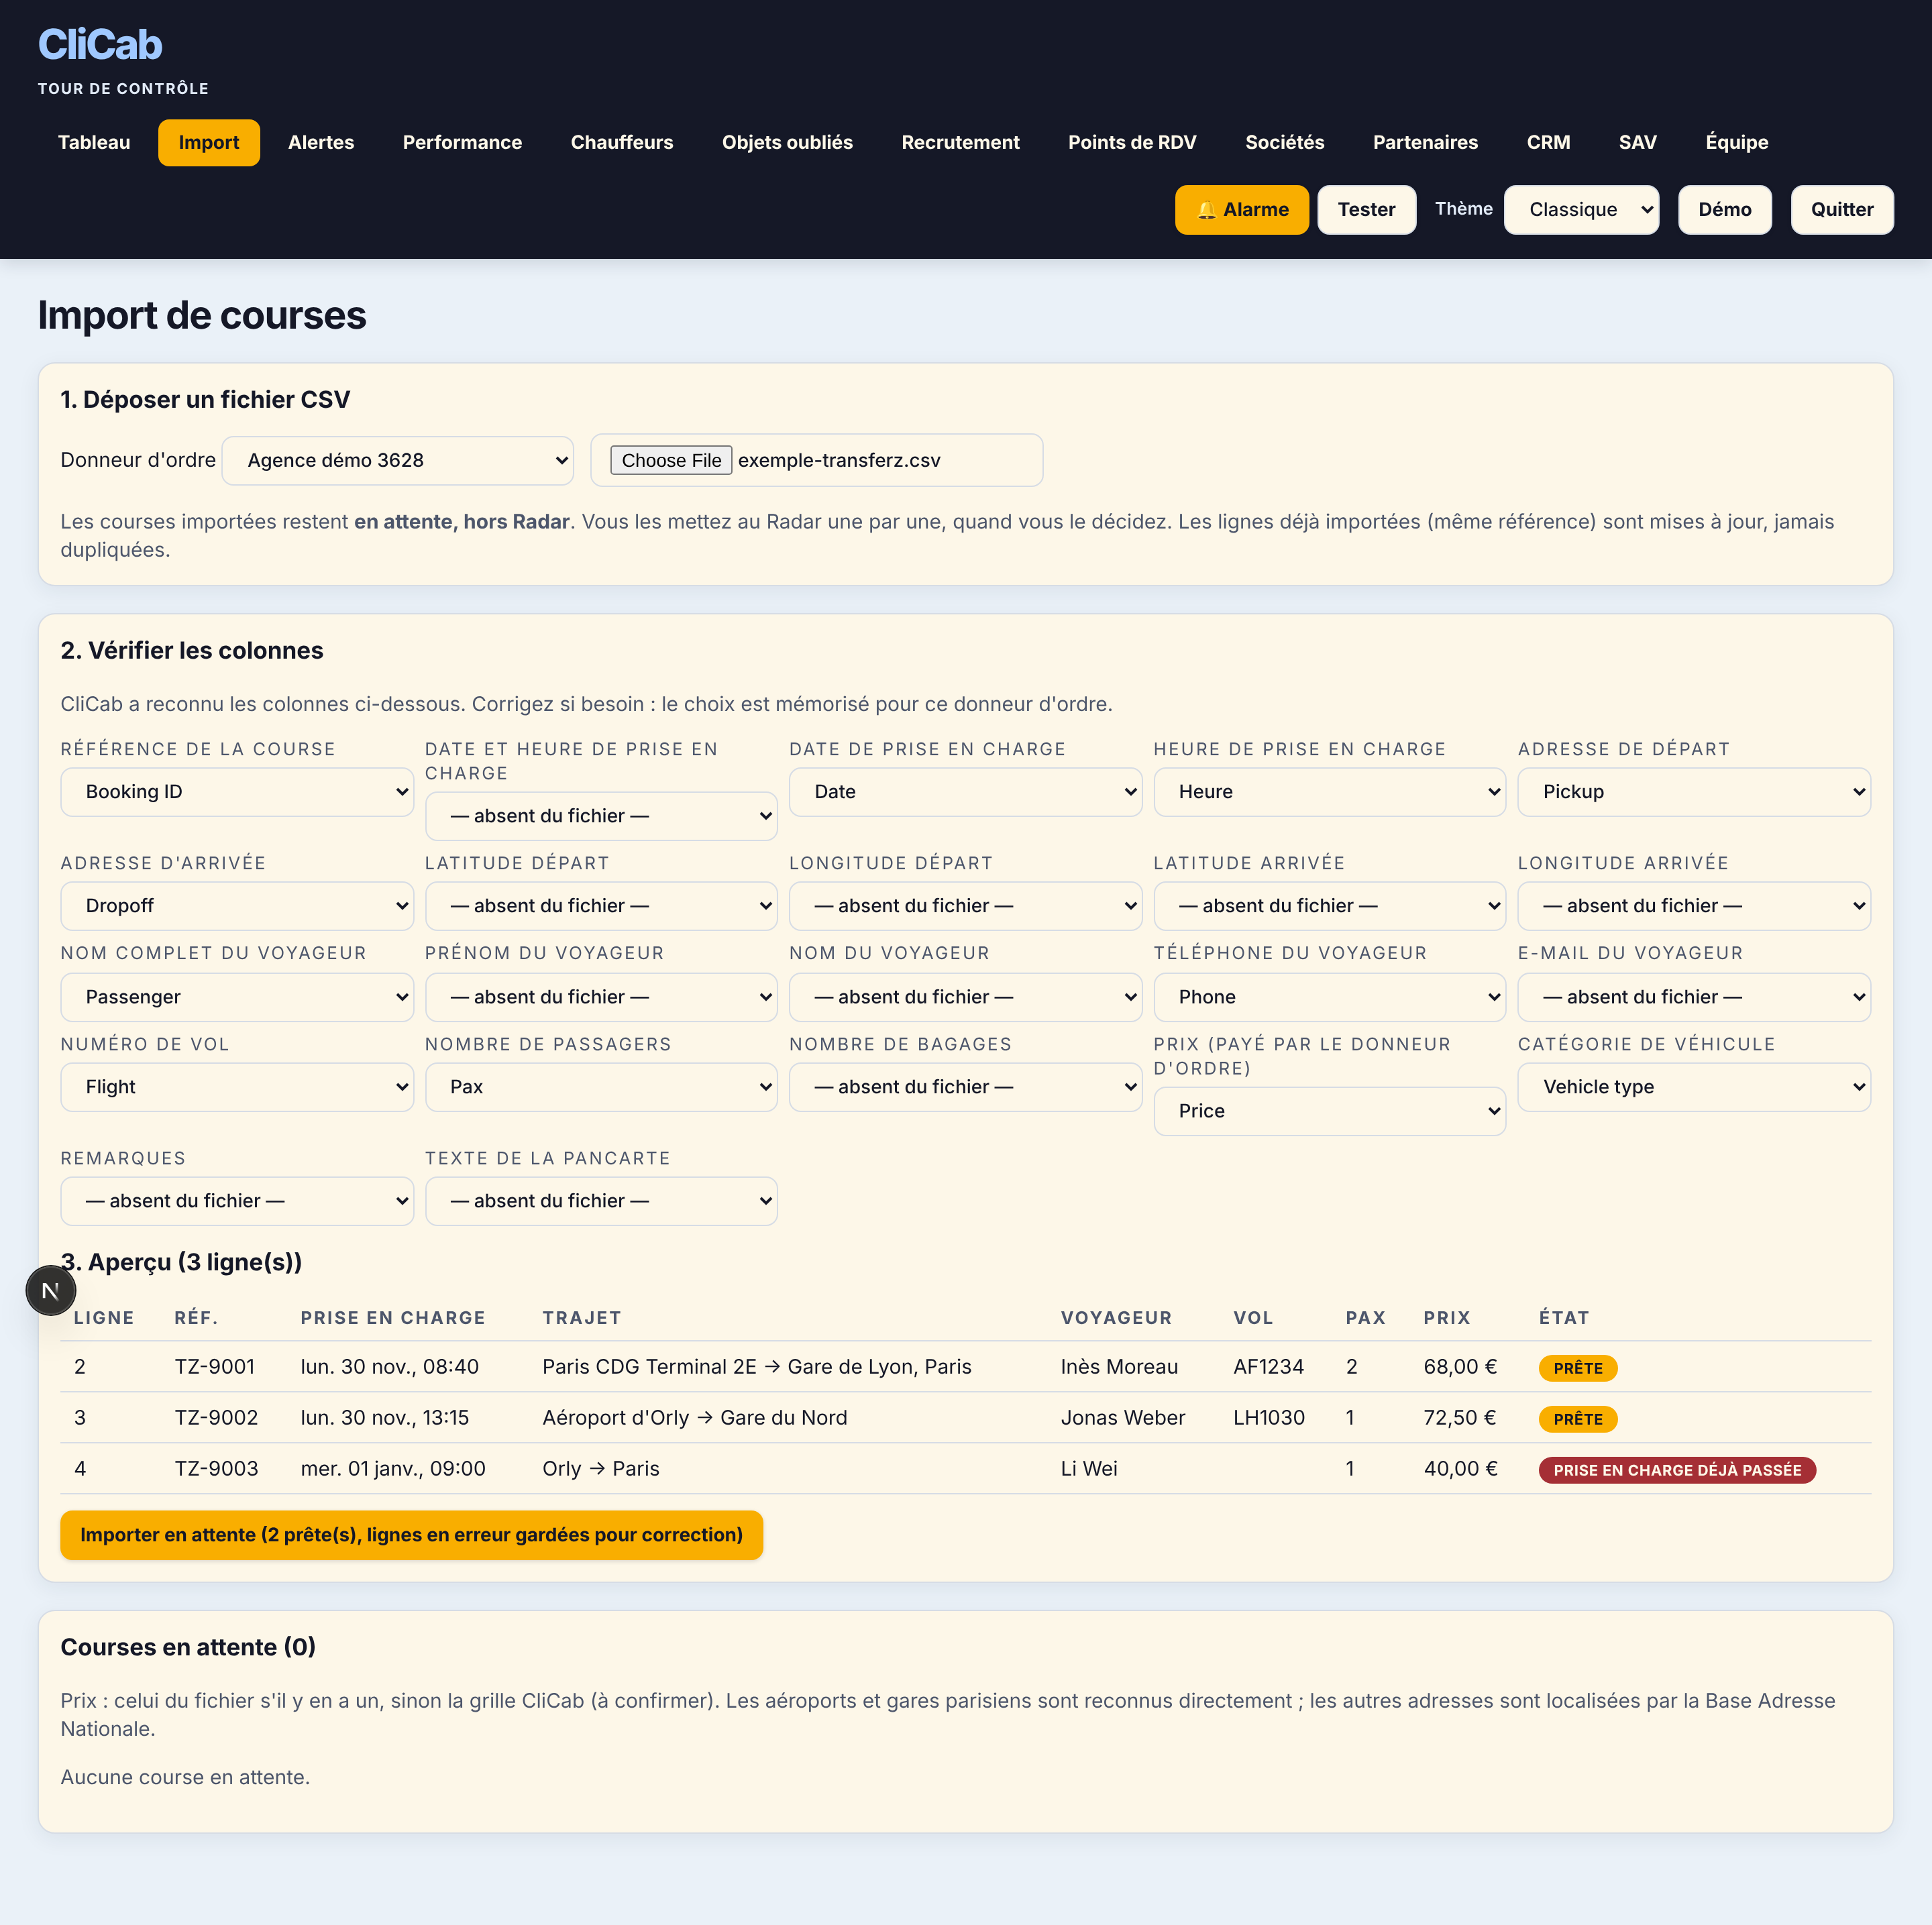 CliCab
TOUR DE CONTRÔLE
Tableau Import Alertes Performance Chauffeurs Objets oubliés Recrutement Points de RDV Sociétés Partenaires CRM SAV Équipe
🔔 Alarme Tester Thème Classique Démo Quitter
Import de courses
1. Déposer un fichier CSV
Donneur d'ordre Agence démo 3628 Choose File exemple-transferz.csv
Les courses importées restent en attente, hors Radar. Vous les mettez au Radar une par une, quand vous le décidez. Les lignes déjà importées (même référence) sont mises à jour, jamais
dupliquées.
2. Vérifier les colonnes
CliCab a reconnu les colonnes ci-dessous. Corrigez si besoin : le choix est mémorisé pour ce donneur d'ordre.
RÉFÉRENCE DE LA COURSE
Booking ID
DATE ET HEURE DE PRISE EN
CHARGE
— absent du fichier —
DATE DE PRISE EN CHARGE
Date
HEURE DE PRISE EN CHARGE
Heure
ADRESSE DE DÉPART
Pickup
ADRESSE D'ARRIVÉE
Dropoff
LATITUDE DÉPART
— absent du fichier —
LONGITUDE DÉPART
— absent du fichier —
LATITUDE ARRIVÉE
— absent du fichier —
LONGITUDE ARRIVÉE
— absent du fichier —
NOM COMPLET DU VOYAGEUR
Passenger
PRÉNOM DU VOYAGEUR
— absent du fichier —
NOM DU VOYAGEUR
— absent du fichier —
TÉLÉPHONE DU VOYAGEUR
Phone
E-MAIL DU VOYAGEUR
— absent du fichier —
NUMÉRO DE VOL
Flight
NOMBRE DE PASSAGERS
Pax
NOMBRE DE BAGAGES
— absent du fichier —
PRIX (PAYÉ PAR LE DONNEUR
D'ORDRE)
Price
CATÉGORIE DE VÉHICULE
Vehicle type
REMARQUES
— absent du fichier —
TEXTE DE LA PANCARTE
— absent du fichier —
3. Aperçu (3 ligne(s))
N
LIGNE RÉF. PRISE EN CHARGE TRAJET VOYAGEUR VOL PAX PRIX ÉTAT
2 TZ-9001 lun. 30 nov., 08:40 Paris CDG Terminal 2E → Gare de Lyon, Paris Inès Moreau AF1234 2 68,00 € PRÊTE
3 TZ-9002 lun. 30 nov., 13:15 Aéroport d'Orly → Gare du Nord Jonas Weber LH1030 1 72,50 € PRÊTE
4 TZ-9003 mer. 01 janv., 09:00 Orly → Paris Li Wei 1 40,00 € PRISE EN CHARGE DÉJÀ PASSÉE
Importer en attente (2 prête(s), lignes en erreur gardées pour correction)
Courses en attente (0)
Prix : celui du fichier s'il y en a un, sinon la grille CliCab (à confirmer). Les aéroports et gares parisiens sont reconnus directement ; les autres adresses sont localisées par la Base Adresse
Nationale.
Aucune course en attente.